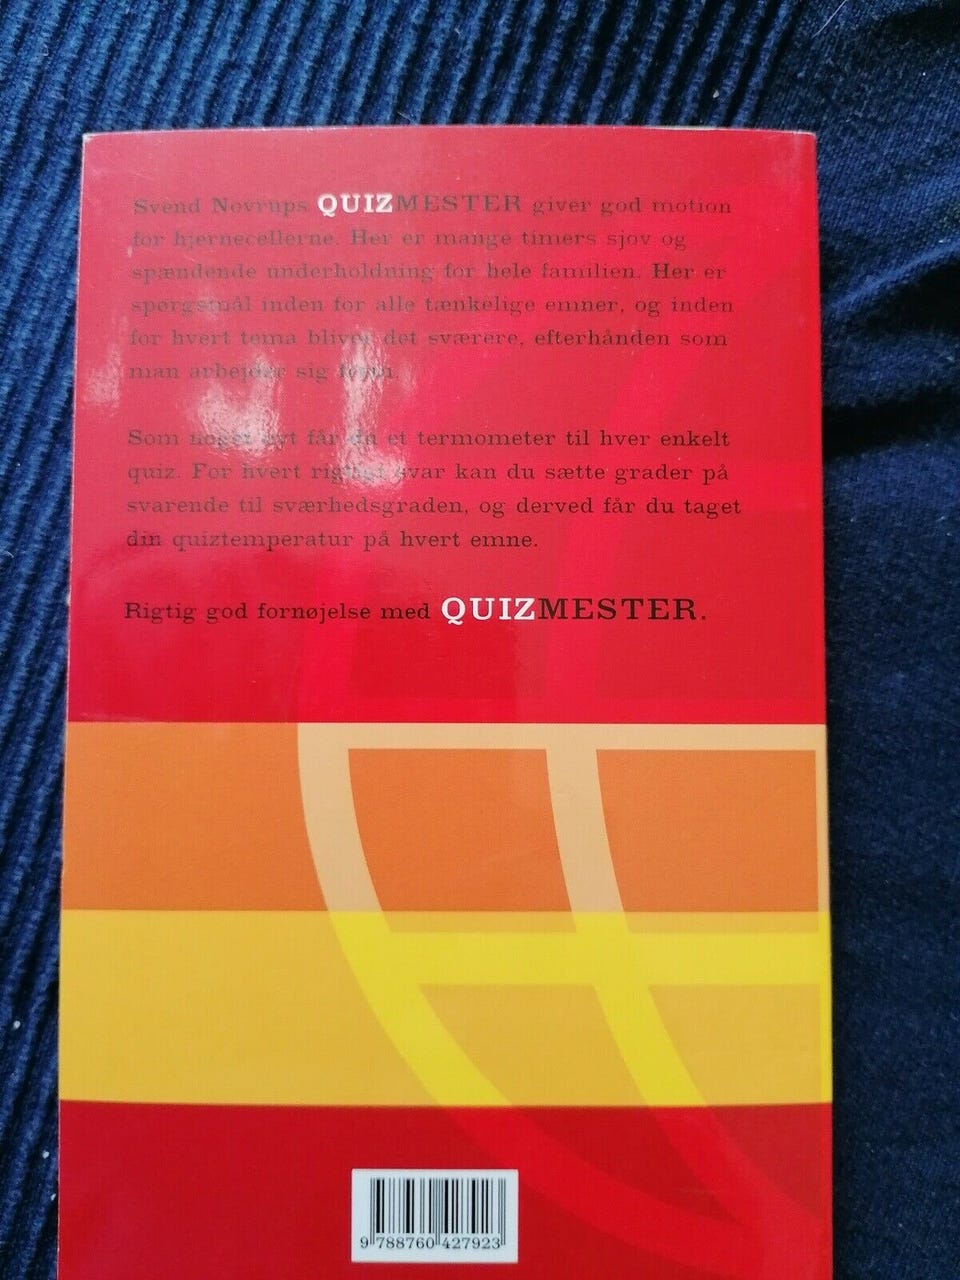 Svend Novrups QUIZMESTER giver god motion
for hjernecellerne. Her er mange timers sjov og
spændende underholdning for hele familien. Her er
spørgsmål inden for alle tænkelige emner, og inden
for hvert tema bliver det sværere, efterhånden som
man arbejder sig frem.
Som noget nyt får du et termometer til hver enkelt
quiz. For hvert rigtigt svar kan du sætte grader på
svarende til sværhedsgraden, og derved får du taget
din quiztemperatur på hvert emne.
Rigtig god fornøjelse med QUIZMESTER.
9 788760 427923